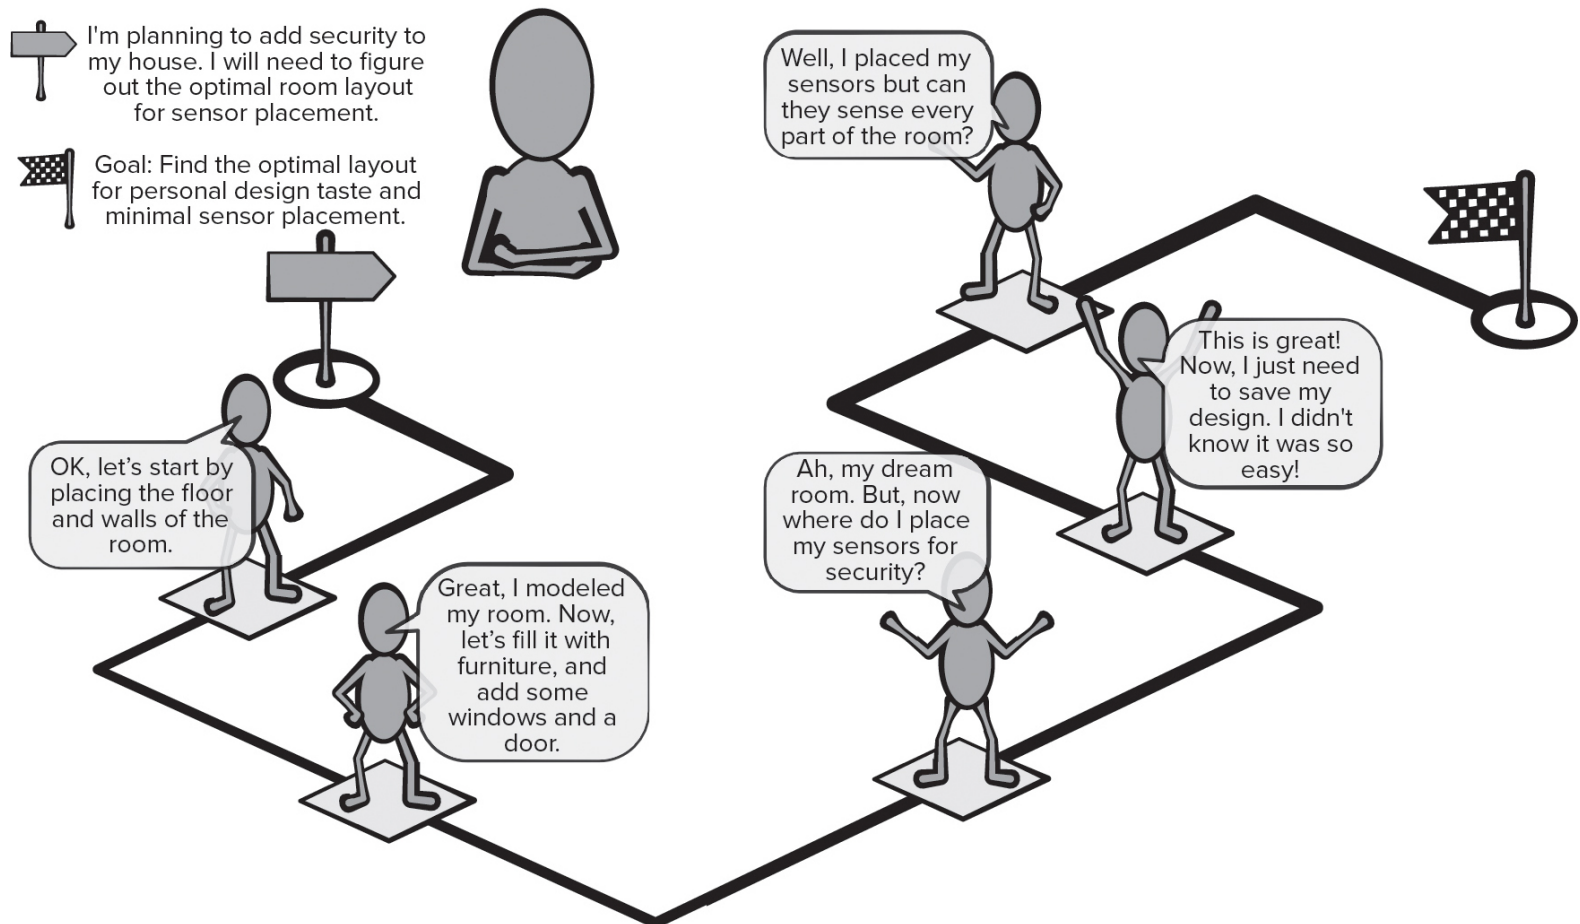 I'm planning to add security to
my house. I will need to figure
out the optimal room layout
for sensor placement.
Goal: Find the optimal layout
for personal design taste and
minimal sensor placement.
OK, let’s start by
placing the floor
and walls of the
room.
Great, I modeled
my room. Now,
let’s fill it with
furniture, and
add some
windows and a
door.
Ah, my dream
room. But, now
where do I place
my sensors for
security?
This is great!
Now, I just need
to save my
design. I didn't
know it was so
easy!
Well, I placed my
sensors but can
they sense every
part of the room?